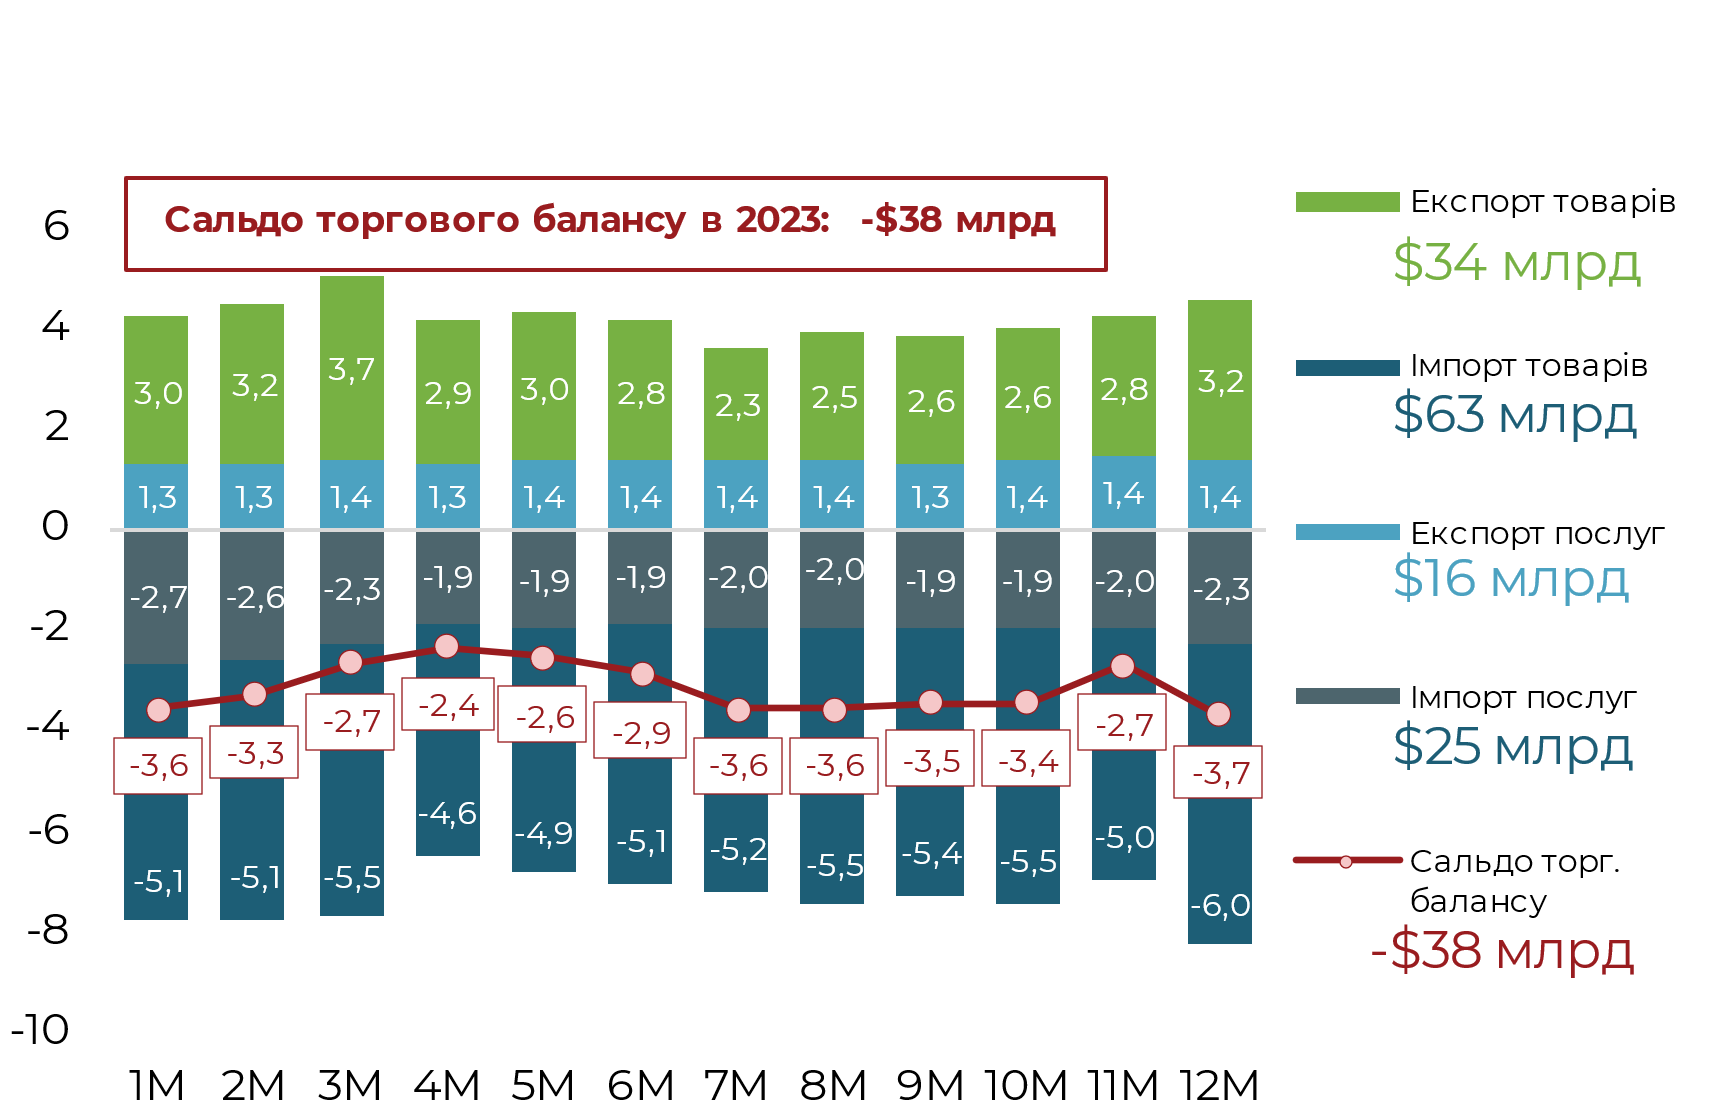 Сальдо торгового балансу в 2023: -$38 млрд
6
4
2
0
-2
-4
-6
-8
-10
3,0 3,2 3,7 2,9 3,0 2,8 2,3 2,5 2,6 2,6 2,8 3,2
1,3 1,3 1,4 1,3 1,4 1,4 1,4 1,4 1,3 1,4 1,4 1,4
-2,7 -2,6 -2,3 -1,9 -1,9 -1,9 -2,0 -2,0 -1,9 -1,9 -2,0 -2,3
-3,6 -3,3 -2,7 -2,4 -2,6 -2,9 -3,6 -3,6 -3,5 -3,4 -2,7 -3,7
-5,1 -5,1 -5,5 -4,6 -4,9 -5,1 -5,2 -5,5 -5,4 -5,5 -5,0 -6,0
1M 2M 3M 4M 5M 6M 7M 8M 9M 10M 11M 12M
Експорт товарів
$34 млрд
Імпорт товарів
$63 млрд
Експорт послуг
$16 млрд
Імпорт послуг
$25 млрд
Сальдо торг.
балансу
-$38 млрд